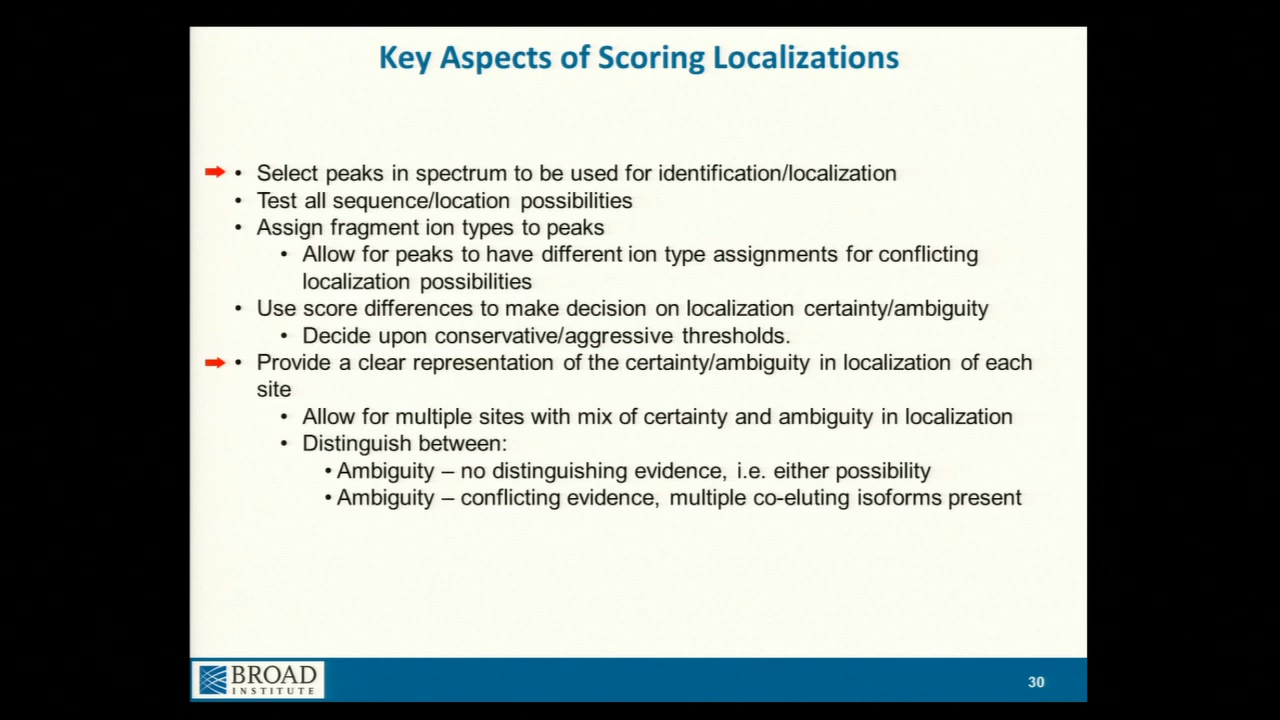 Key Aspects of Scoring Localizations
• Select peaks in spectrum to be used for identification/localization
• Test all sequence/location possibilities
• Assign fragment ion types to peaks
• Allow for peaks to have different ion type assignments for conflicting
localization possibilities
• Use score differences to make decision on localization certainty/ambiguity
• Decide upon conservative/aggressive thresholds.
• Provide a clear representation of the certainty/ambiguity in localization of each
site
• Allow for multiple sites with mix of certainty and ambiguity in localization
• Distinguish between:
• Ambiguity – no distinguishing evidence, i.e. either possibility
• Ambiguity – conflicting evidence, multiple co-eluting isoforms present
BROAD
INSTITUTE
30